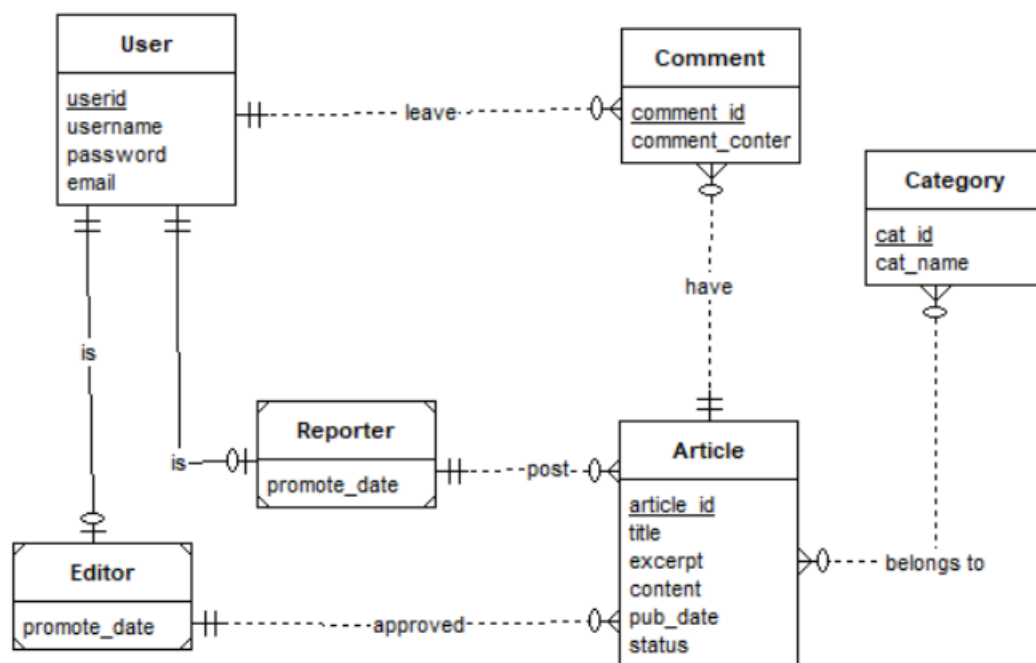 User
userid
username
password
email
leave
Comment
comment_id
comment_conter
Category
cat_id
cat_name
have
is
is
Reporter
promote_date
post
Article
article_id
title
excerpt
content
pub_date
status
belongs to
Editor
promote_date
approved